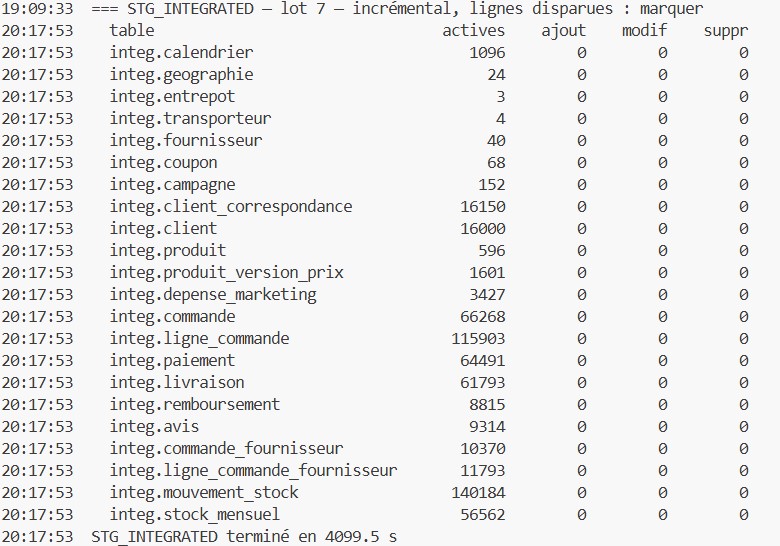 19:09:33 === STG_INTEGRATED — lot 7 — incrémental, lignes disparues : marquer
20:17:53 table actives ajout modif suppr
20:17:53 integ.calendrier 1096 0 0 0
20:17:53 integ.geographie 24 0 0 0
20:17:53 integ.entrepot 3 0 0 0
20:17:53 integ.transporteur 4 0 0 0
20:17:53 integ.fournisseur 40 0 0 0
20:17:53 integ.coupon 68 0 0 0
20:17:53 integ.campagne 152 0 0 0
20:17:53 integ.client_correspondance 16150 0 0 0
20:17:53 integ.client 16000 0 0 0
20:17:53 integ.produit 596 0 0 0
20:17:53 integ.produit_version_prix 1601 0 0 0
20:17:53 integ.depense_marketing 3427 0 0 0
20:17:53 integ.commande 66268 0 0 0
20:17:53 integ.ligne_commande 115903 0 0 0
20:17:53 integ.paiement 64491 0 0 0
20:17:53 integ.livraison 61793 0 0 0
20:17:53 integ.remboursement 8815 0 0 0
20:17:53 integ.avis 9314 0 0 0
20:17:53 integ.commande_fournisseur 10370 0 0 0
20:17:53 integ.ligne_commande_fournisseur 11793 0 0 0
20:17:53 integ.mouvement_stock 140184 0 0 0
20:17:53 integ.stock_mensuel 56562 0 0 0
20:17:53 STG_INTEGRATED terminé en 4099.5 s